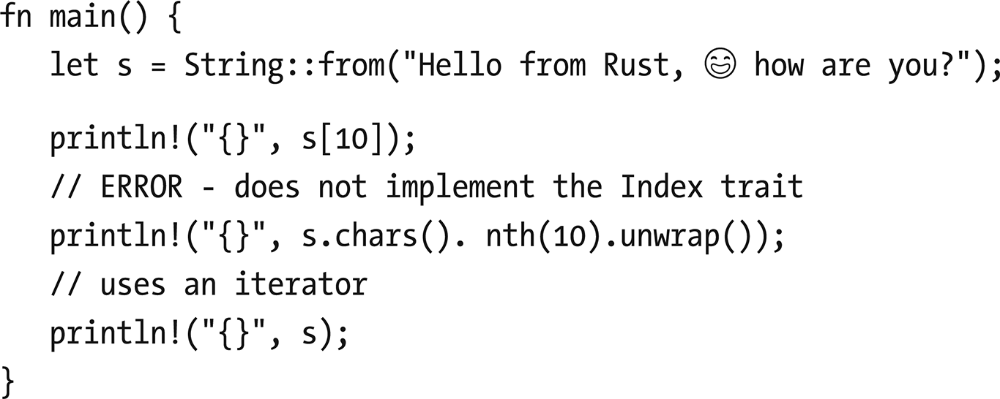 fn main() {
let s = String::from("Hello from Rust, 😊 how are you?");
println!("{}", s[10]);
// ERROR - does not implement the Index trait
println!("{}", s.chars(). nth(10).unwrap());
// uses an iterator
println!("{}", s);
}